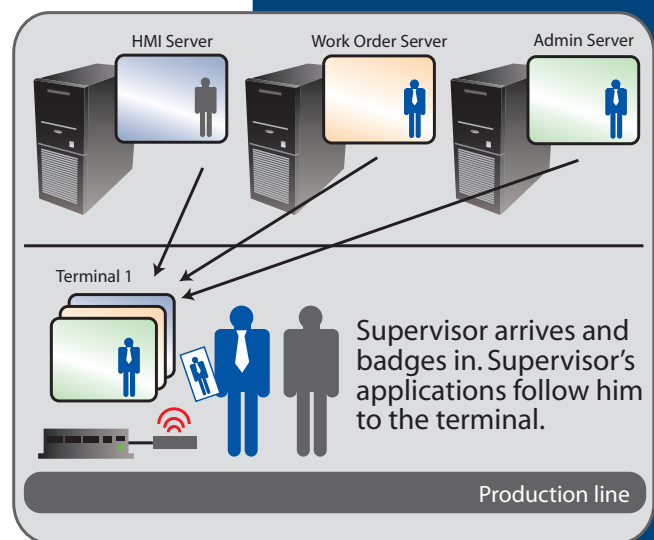 HMI Server
Work Order Server
Admin Server
Terminal 1
Supervisor arrives and
badges in. Supervisor's
applications follow him
to the terminal.
Production line